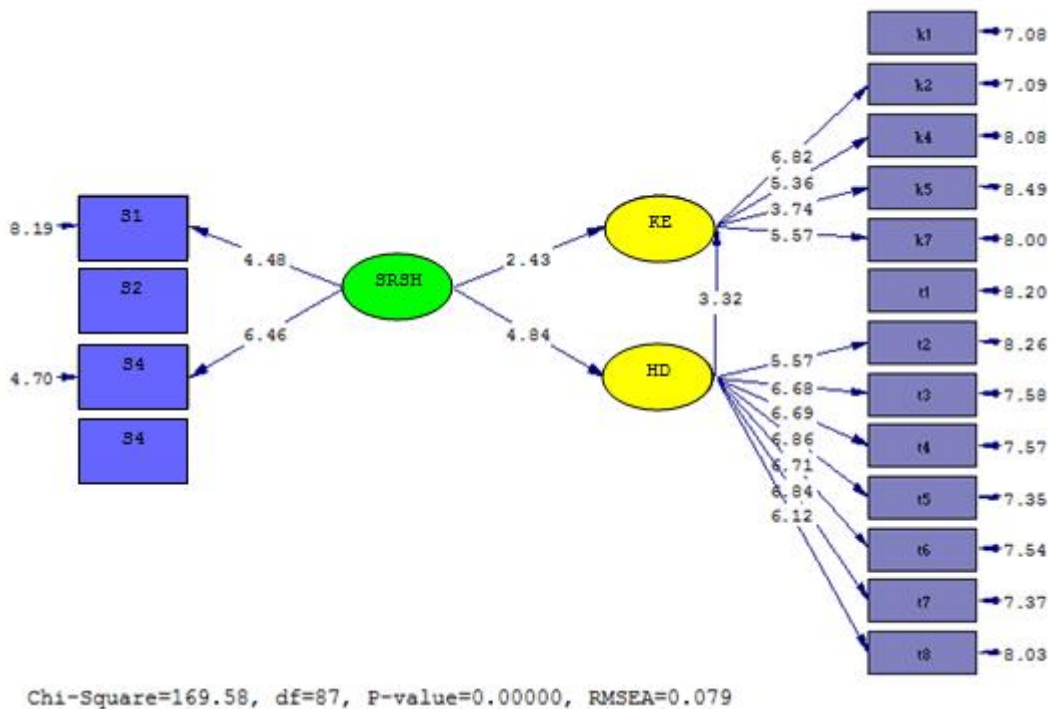 k1
7.08
k2
7.09
k4
8.08
k5
8.49
k7
8.00
t1
8.20
t2
8.26
t3
7.58
t4
7.57
t5
7.35
t6
7.54
t7
7.37
t8
8.03
6.82
5.36
3.74
5.57
KE
3.32
HD
5.57
6.68
6.69
6.86
6.71
6.84
6.12
2.43
4.84
SRSH
4.48
6.46
8.19
S1
S2
4.70
S4
S4
Chi-Square=169.58, df=87, P-value=0.00000, RMSEA=0.079